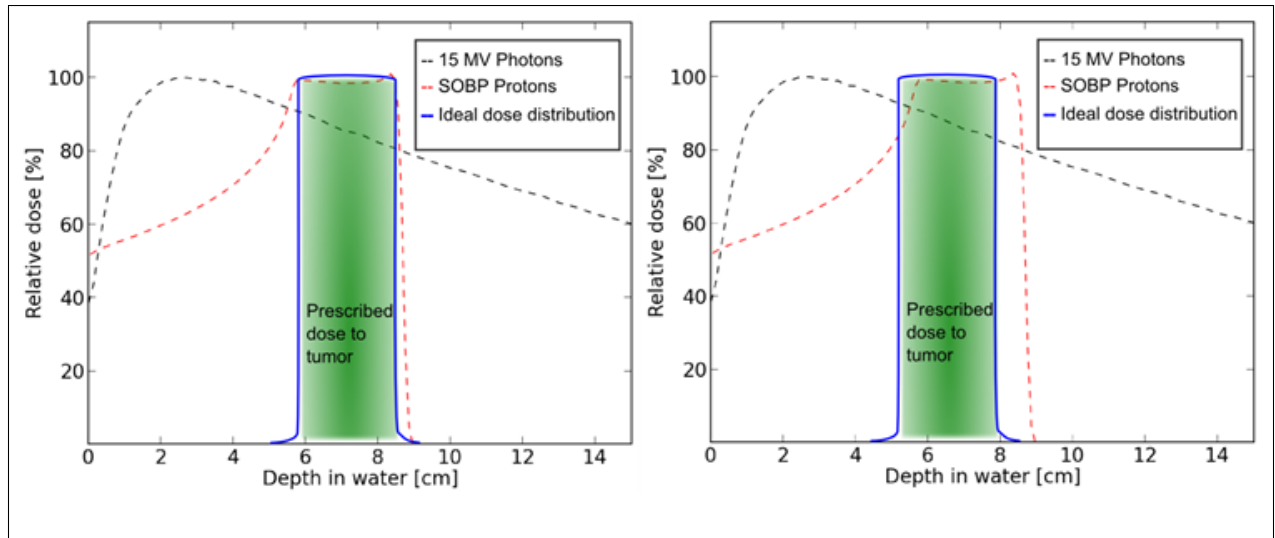 15 MV Photons
SOBP Protons
Ideal dose distribution
Relative dose [%]
100
80
60
40
20
Prescribed
dose to
tumor
0 2 4 6 8 10 12 14
Depth in water [cm]
15 MV Photons
SOBP Protons
Ideal dose distribution
Relative dose [%]
100
80
60
40
20
Prescribed
dose to
tumor
0 2 4 6 8 10 12 14
Depth in water [cm]